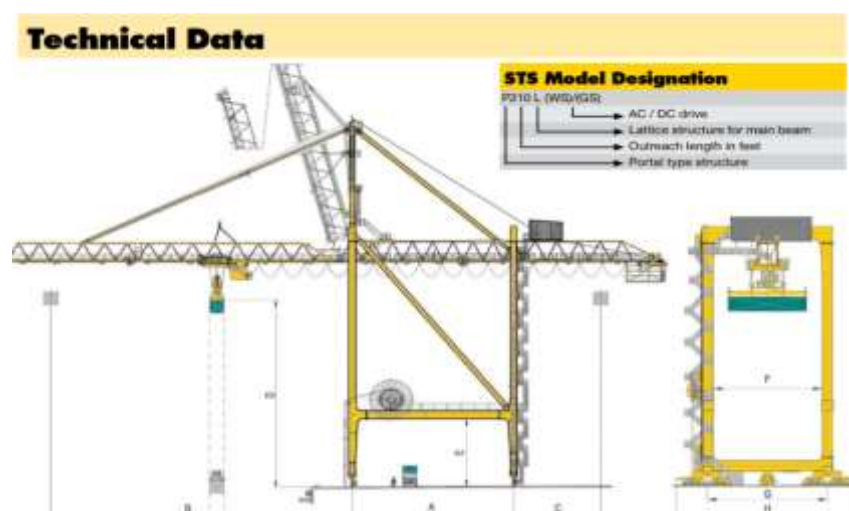 Technical Data
STS Model Designation
P310 L (WS)/(GS)
AC / DC drive
Lattice structure for main beam
Outreach length in feet
Portal type structure
F
B
A
C
G
H